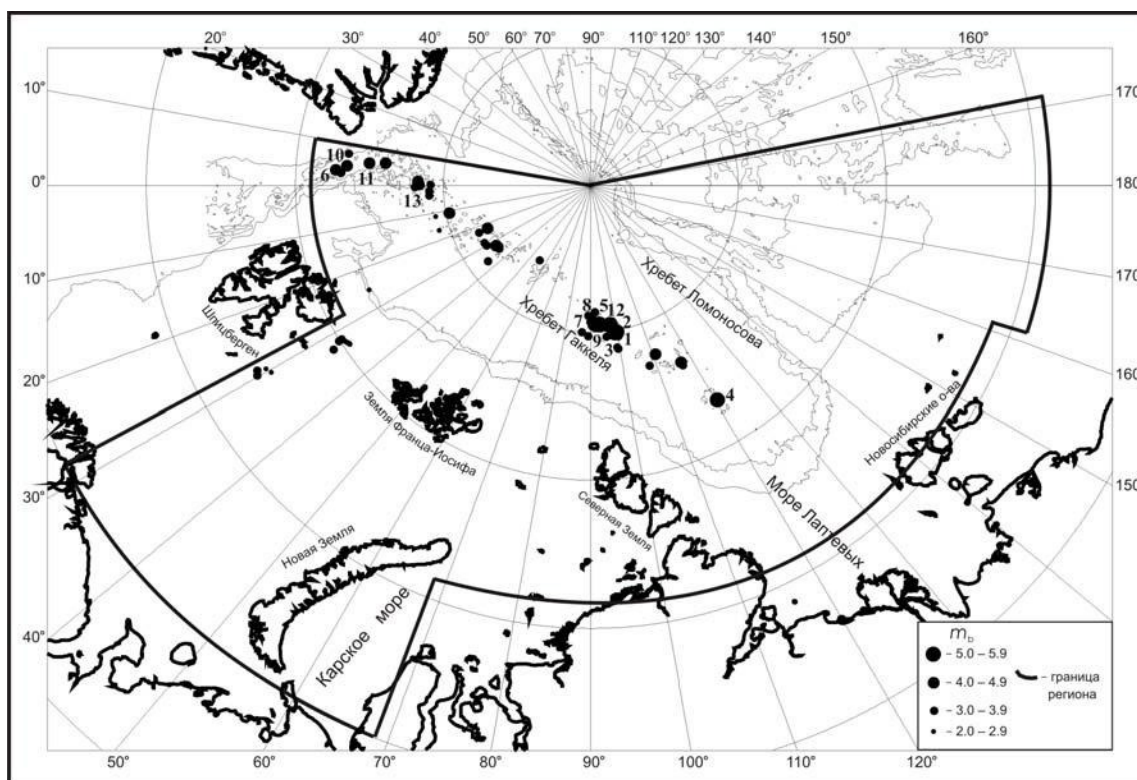 20° 30° 40° 50° 60° 70° 90° 110° 120° 130° 140° 150° 160°
10°
170°
0°
180°
10°
170°
20°
160°
30°
150°
40°
50° 60° 70° 80° 90° 100° 110° 120°
10
6
11
13
8 5 12
7 2
9 1
3
4
Шпицберген
Хребет Ломоносова
Хребет Гаккеля
Земля Франца-Иосифа
Новосибирские о-ва
Море Лаптевых
Северная Земля
Новая Земля
Карское море
m_b
- 5.0 – 5.9
- 4.0 – 4.9
- 3.0 – 3.9
- 2.0 – 2.9
- граница
региона